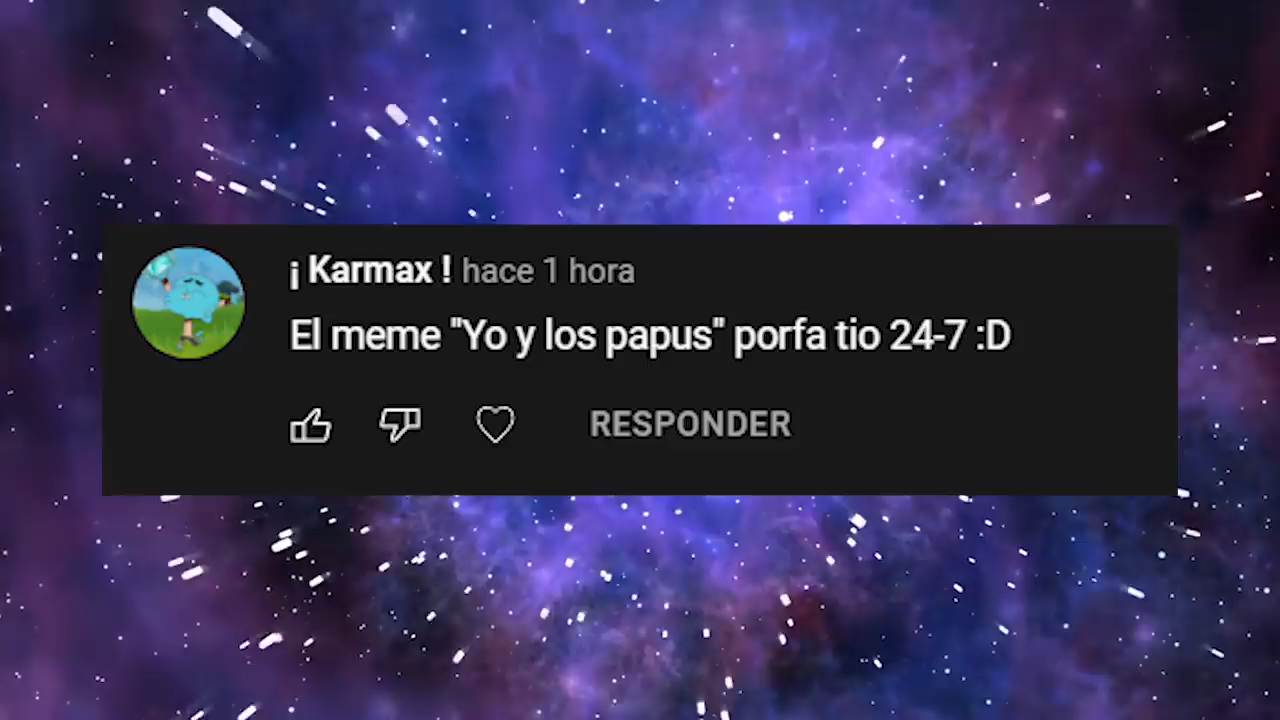 ¡ Karmax ! hace 1 hora
El meme "Yo y los papus" porfa tio 24-7 :D
RESPONDER